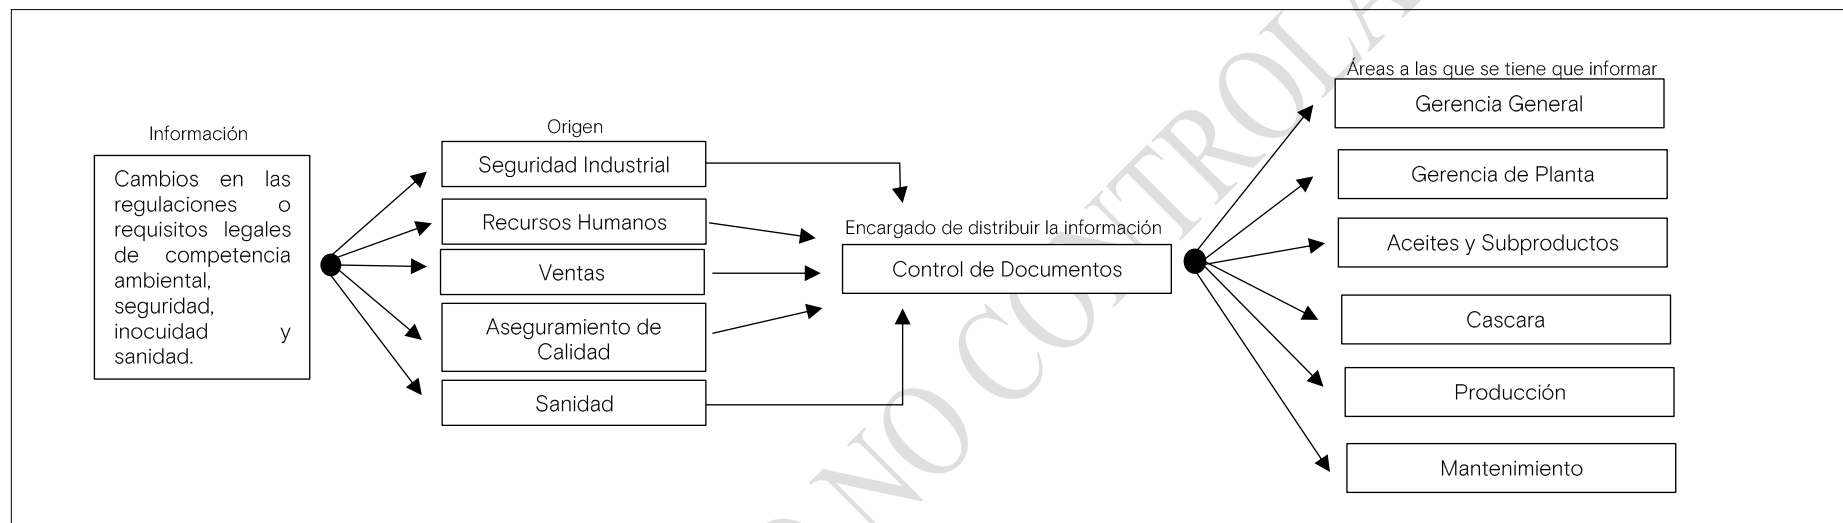 Información
Cambios en las
regulaciones o
requisitos legales
de competencia
ambiental,
seguridad,
inocuidad y
sanidad.
Origen
Seguridad Industrial
Recursos Humanos
Ventas
Aseguramiento de
Calidad
Sanidad
Encargado de distribuir la información
Control de Documentos
Áreas a las que se tiene que informar
Gerencia General
Gerencia de Planta
Aceites y Subproductos
Cascara
Producción
Mantenimiento
O NO CONTROLA